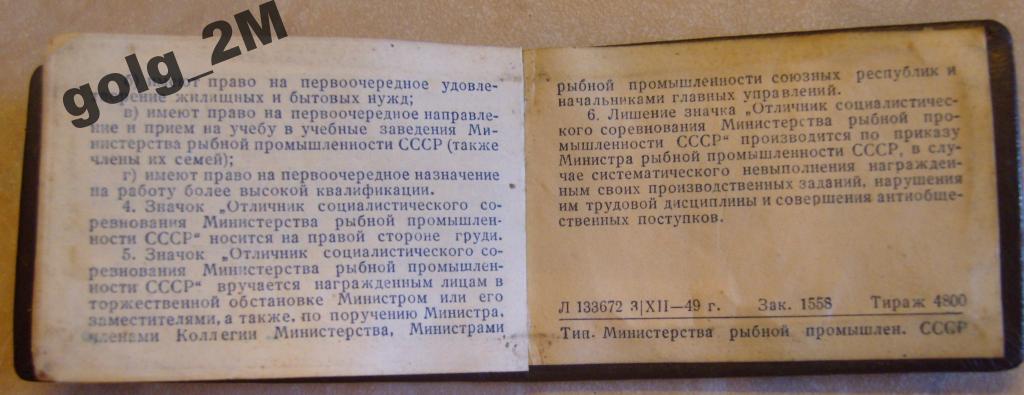 golg_2M
имеют право на первоочередное удовле-
жилищных и бытовых нужд;
в) имеют право на первоочередное направле-
ние и прием на учебу в учебные заведения Ми-
нистерства рыбной промышленности СССР (также
члены их семей);
г) имеют право на первоочередное назначение
на работу более высокой квалификации.
4. Значок „Отличник социалистического со-
ревнования Министерства рыбной промышлен-
ности СССР“ носится на правой стороне груди.
5. Значок „Отличник социалистического со-
ревнования Министерства рыбной промышлен-
ности СССР“ вручается награжденным лицам в
торжественной обстановке Министром или его
заместителями, а также, по поручению Министра,
членами Коллегии Министерства, Министрами
рыбной промышленности союзных республик и
начальниками главных управлений.
6. Лишение значка „Отличник социалистичес-
кого соревнования Министерства рыбной про-
мышленности СССР“ производится по приказу
Министра рыбной промышленности СССР, в слу-
чае систематического невыполнения награжден-
ным своих производственных заданий, нарушения
им трудовой дисциплины и совершения антиобще-
ственных поступков.
Л 133672 3|XII—49 г. Зак. 1558 Тираж 4800
Тип. Министерства рыбной промышлен. СССР